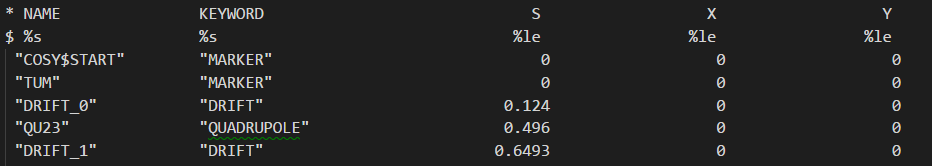 * NAME KEYWORD S X Y
$ %s %s %le %le %le
"COSY$START" "MARKER" 0 0 0
"TUM" "MARKER" 0 0 0
"DRIFT_0" "DRIFT" 0.124 0 0
"QU23" "QUADRUPOLE" 0.496 0 0
"DRIFT_1" "DRIFT" 0.6493 0 0